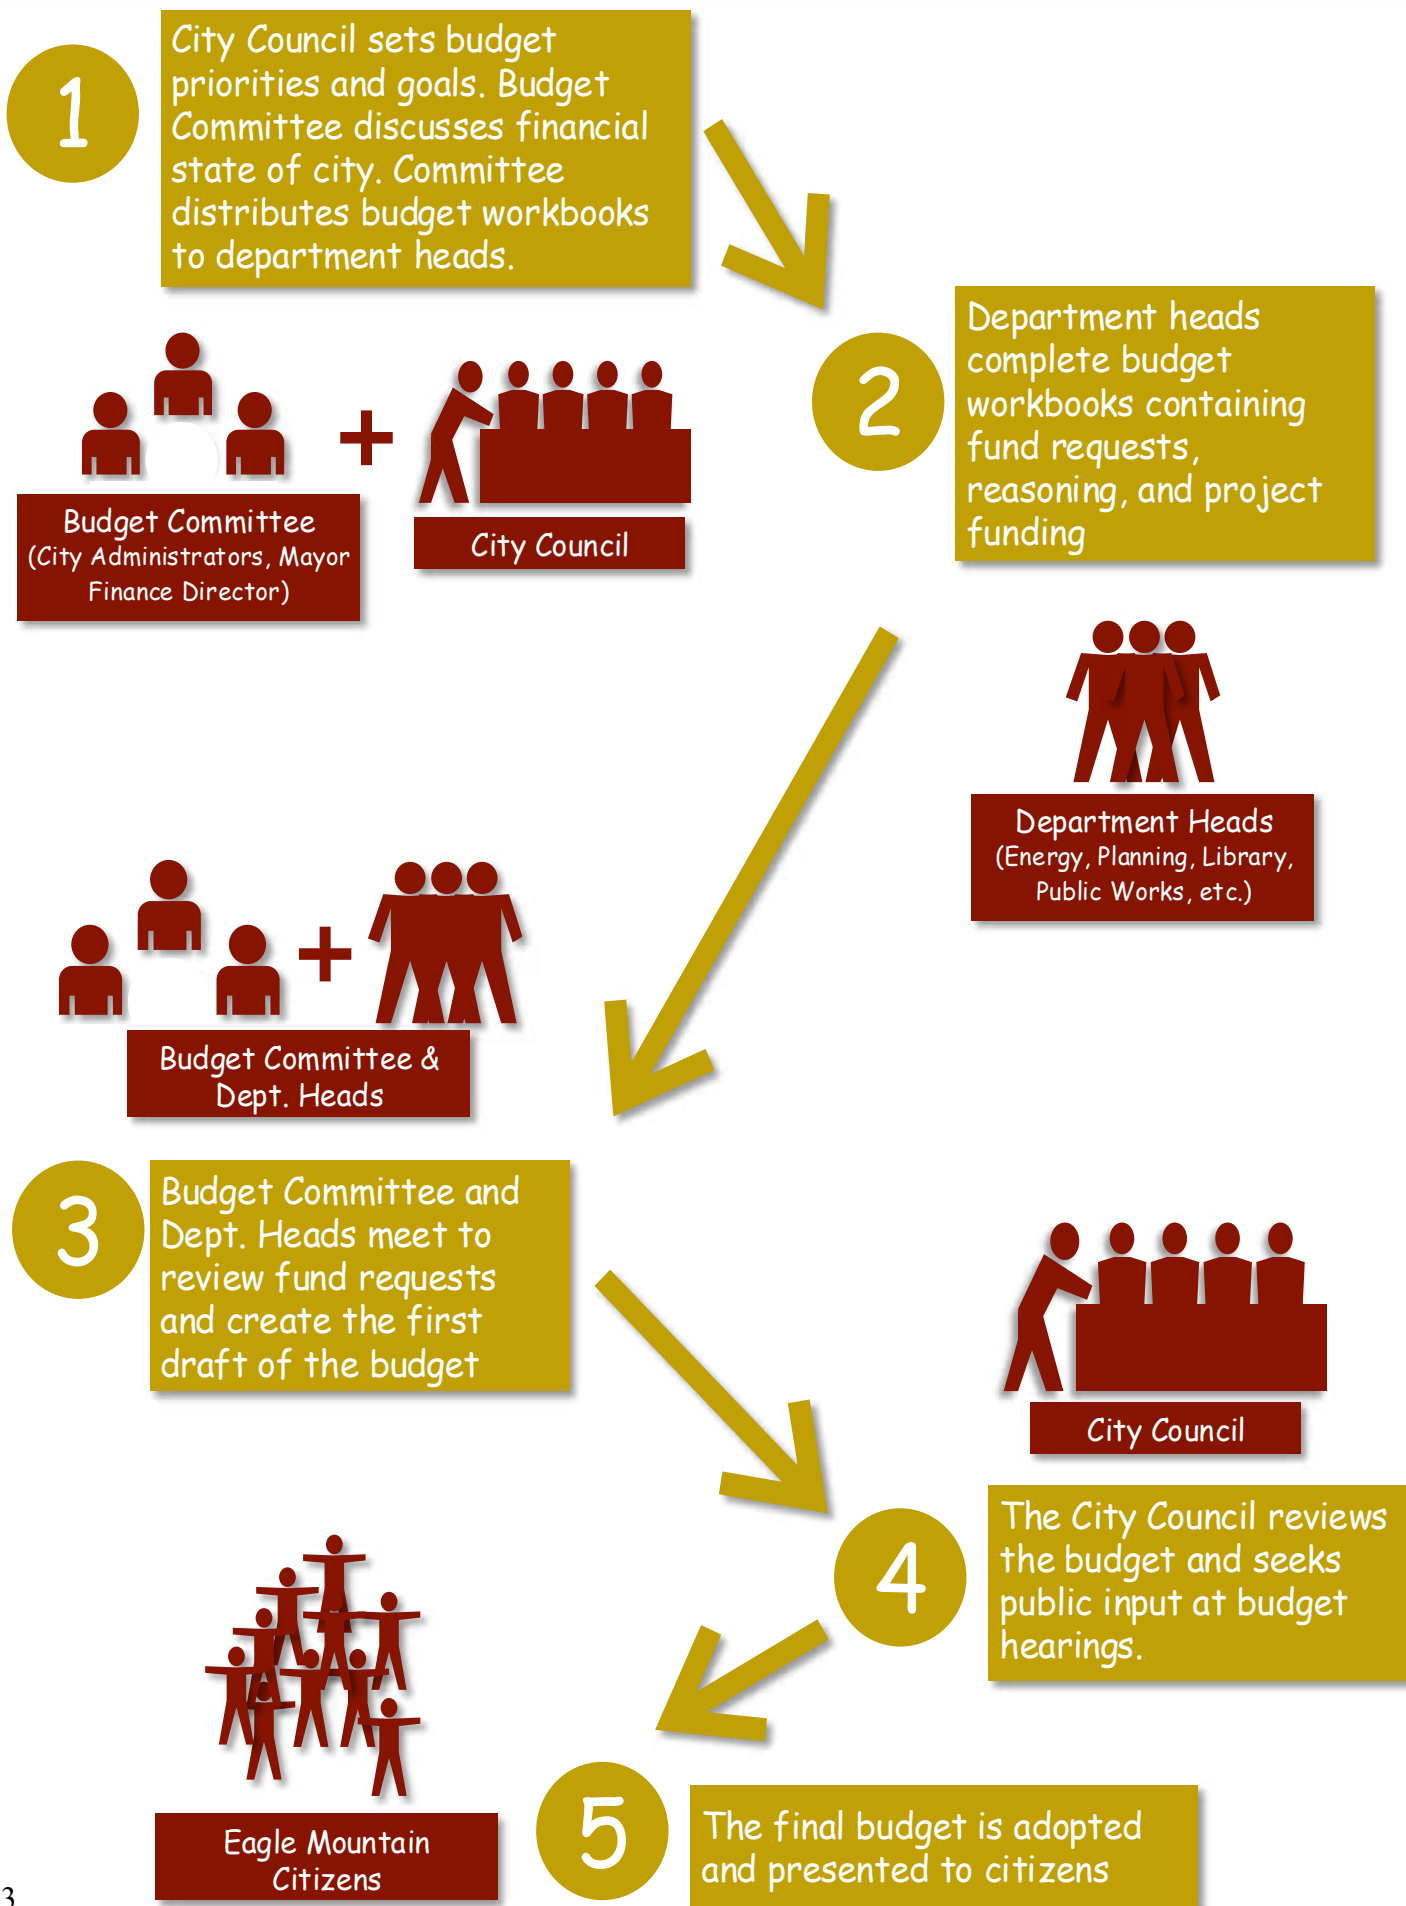 1
City Council sets budget
priorities and goals. Budget
Committee discusses financial
state of city. Committee
distributes budget workbooks
to department heads.
Budget Committee
(City Administrators, Mayor
Finance Director)
+
City Council
2
Department heads
complete budget
workbooks containing
fund requests,
reasoning, and project
funding
Department Heads
(Energy, Planning, Library,
Public Works, etc.)
+
Budget Committee &
Dept. Heads
3
Budget Committee and
Dept. Heads meet to
review fund requests
and create the first
draft of the budget
City Council
4
The City Council reviews
the budget and seeks
public input at budget
hearings.
Eagle Mountain
Citizens
5
The final budget is adopted
and presented to citizens
3